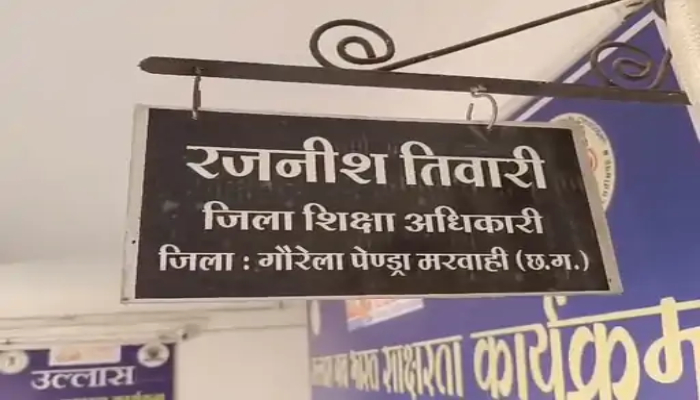 रजनीश तिवारी
जिला शिक्षा अधिकारी
जिला : गौरेला पेण्ड्रा मरवाही (छ.ग.)
साक्षरता कार्यक्रम
उल्लास